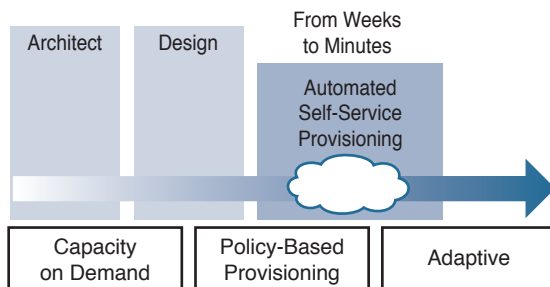 Architect
Design
From Weeks
to Minutes
Automated
Self-Service
Provisioning
Capacity
on Demand
Policy-Based
Provisioning
Adaptive